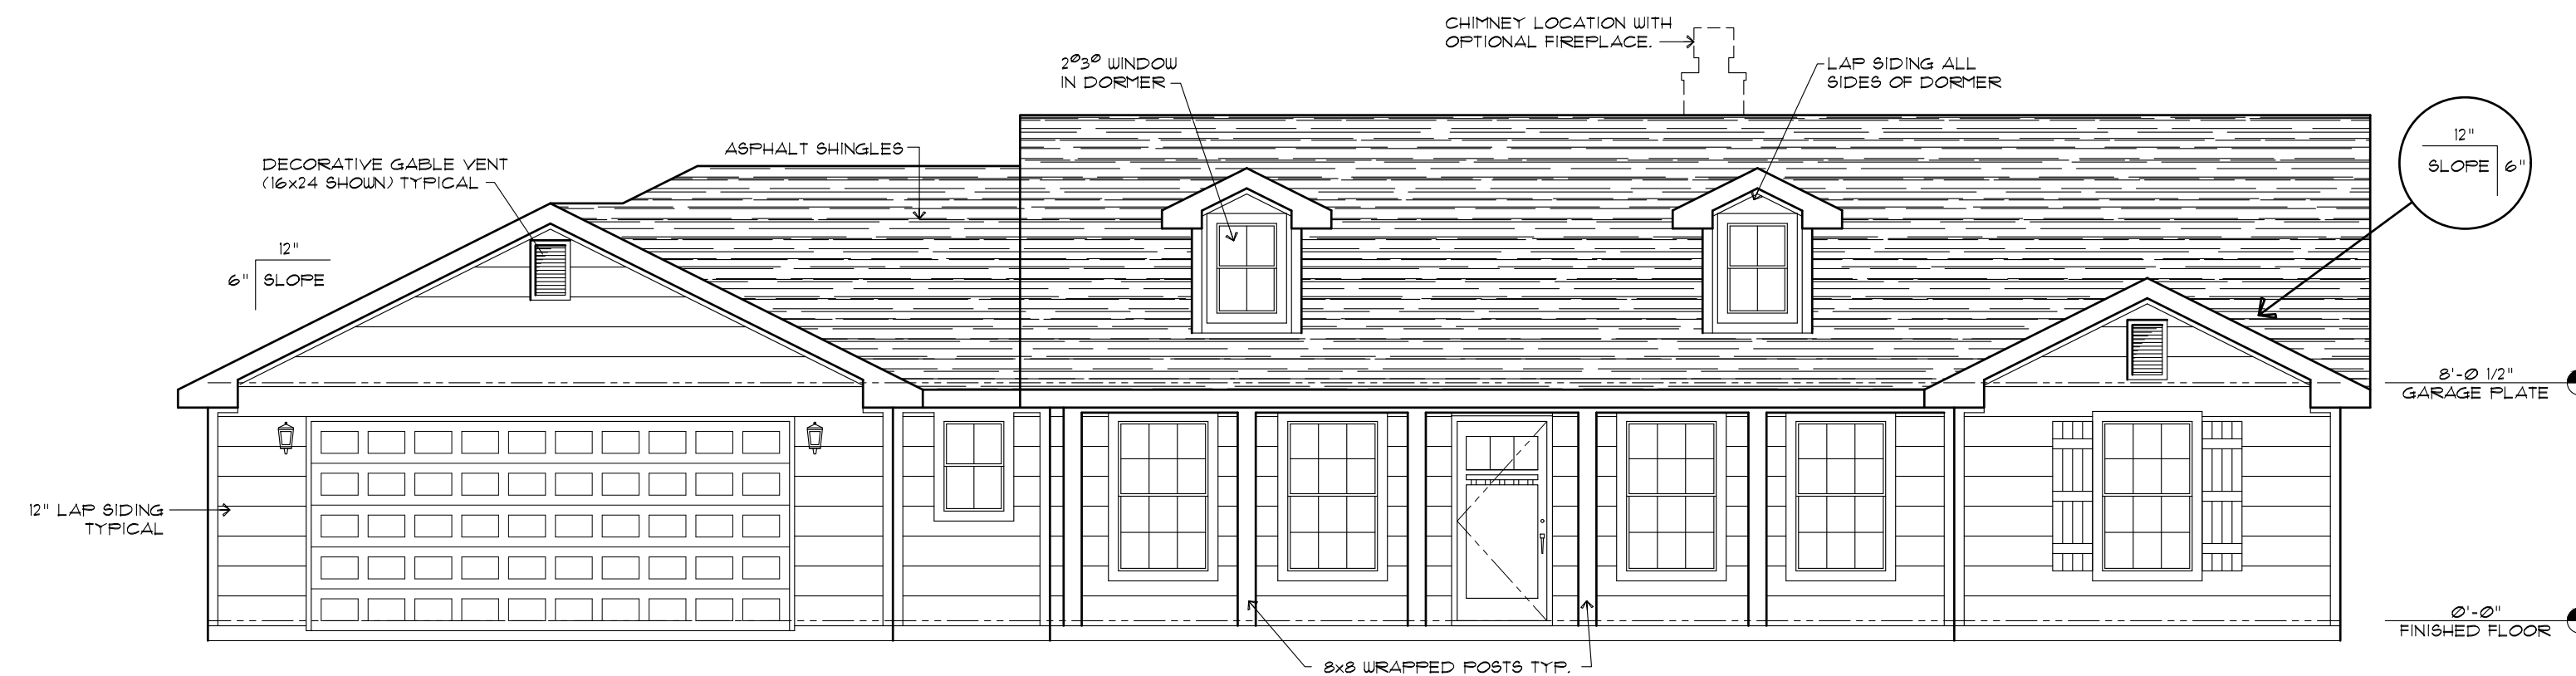 CHIMNEY LOCATION WITH
OPTIONAL FIREPLACE.
2⁰3⁰ WINDOW
IN DORMER
LAP SIDING ALL
SIDES OF DORMER
ASPHALT SHINGLES
DECORATIVE GABLE VENT
(16x24 SHOWN) TYPICAL
12"
SLOPE 6"
12"
6" SLOPE
8'-0 1/2"
GARAGE PLATE
12" LAP SIDING
TYPICAL
0'-0"
FINISHED FLOOR
8x8 WRAPPED POSTS TYP.